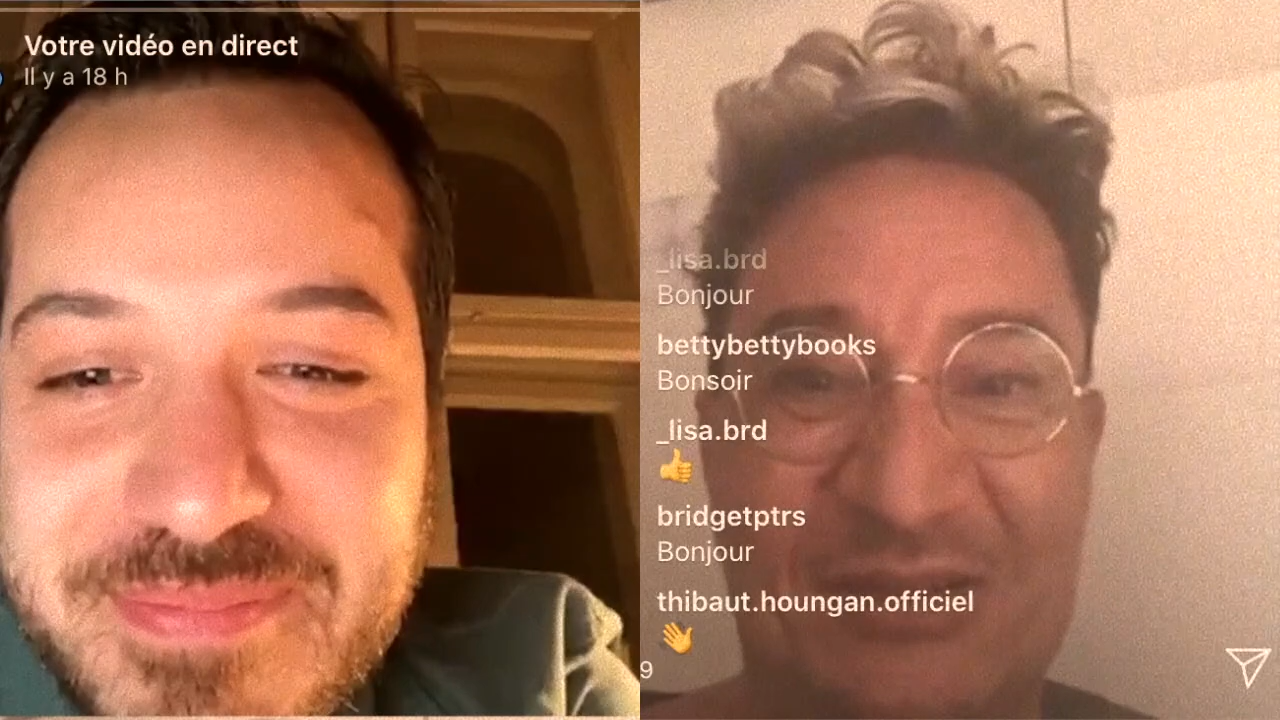 Votre vidéo en direct
Il y a 18 h
_lisa.brd
Bonjour
bettybettybooks
Bonsoir
_lisa.brd
👍
bridgetptrs
Bonjour
thibaut.houngan.officiel
👋
9